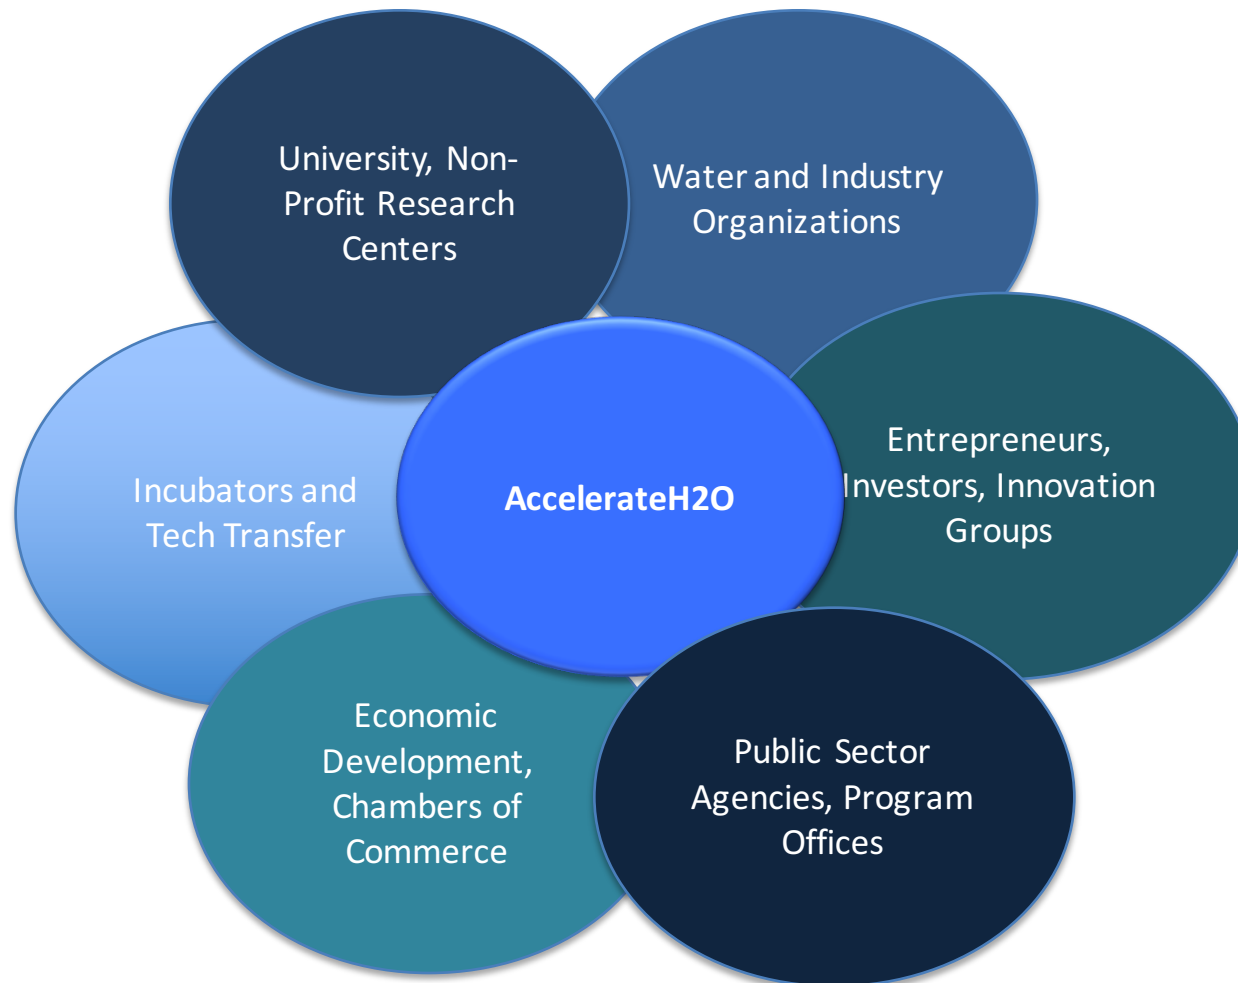 University, Non-
Profit Research
Centers
Water and Industry
Organizations
Entrepreneurs,
Investors, Innovation
Groups
Incubators and
Tech Transfer
AccelerateH2O
Economic
Development,
Chambers of
Commerce
Public Sector
Agencies, Program
Offices